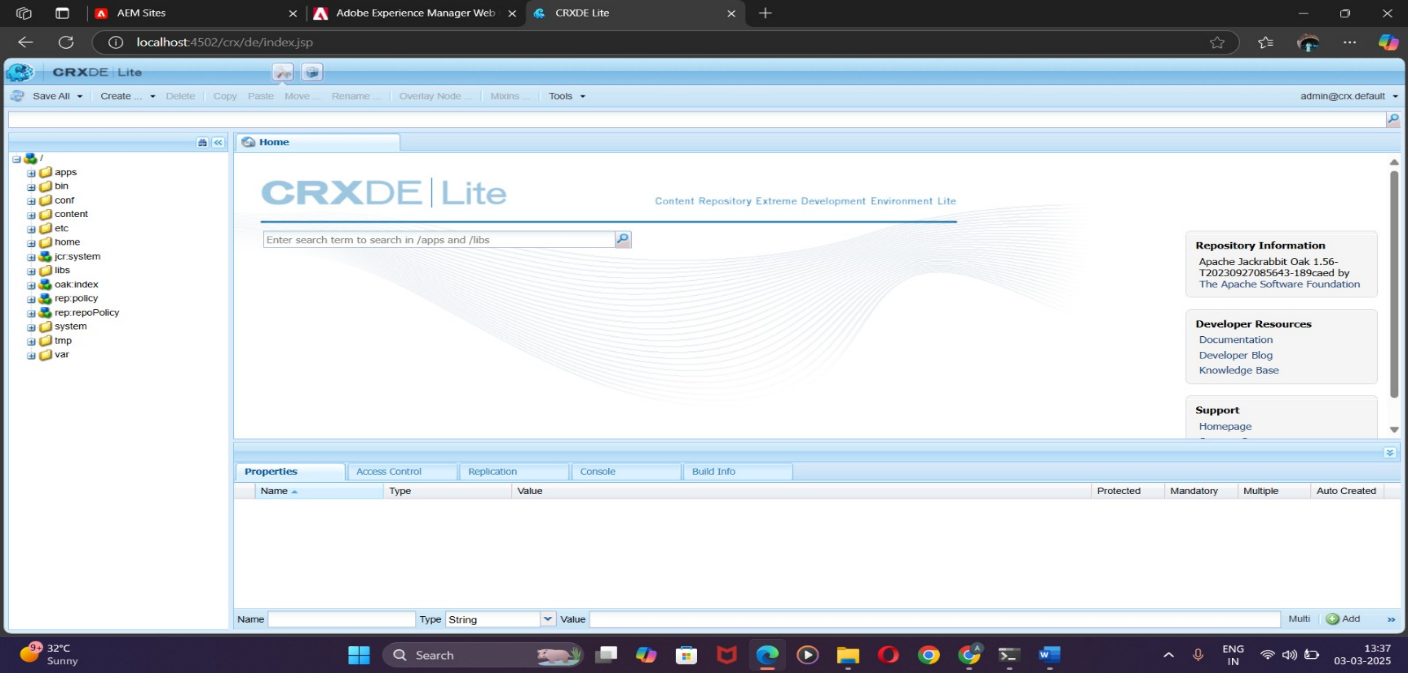 AEM Sites
Adobe Experience Manager Web
CRXDE Lite
localhost:4502/crx/de/index.jsp
CRXDE Lite
Save All Create ... Delete Copy Paste Move ... Rename ... Overlay Node ... Mixins ... Tools admin@crx.default
Home
/
apps
bin
conf
content
etc
home
jcr:system
libs
oak:index
rep:policy
rep:repoPolicy
system
tmp
var
CRXDE Lite
Content Repository Extreme Development Environment Lite
Enter search term to search in /apps and /libs
Repository Information
Apache Jackrabbit Oak 1.56-
T20230927085643-189caed by
The Apache Software Foundation
Developer Resources
Documentation
Developer Blog
Knowledge Base
Support
Homepage
Properties Access Control Replication Console Build Info
Name Type Value Protected Mandatory Multiple Auto Created
Name Type String Value Multi Add
9+
32°C
Sunny
Search
ENG
IN
13:37
03-03-2025